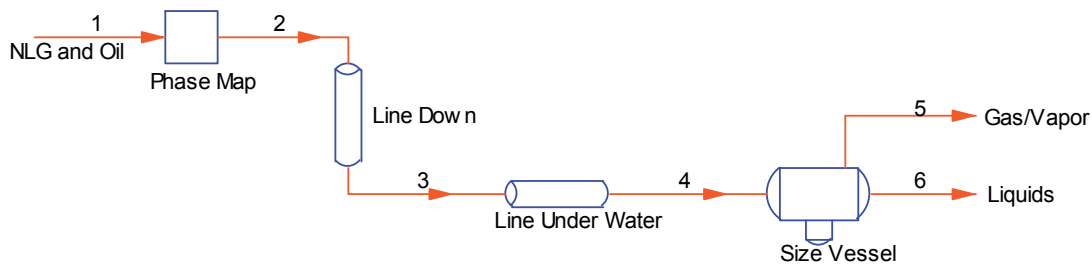 1
NLG and Oil
Phase Map
2
Line Down
3
Line Under Water
4
Size Vessel
5
Gas/Vapor
6
Liquids